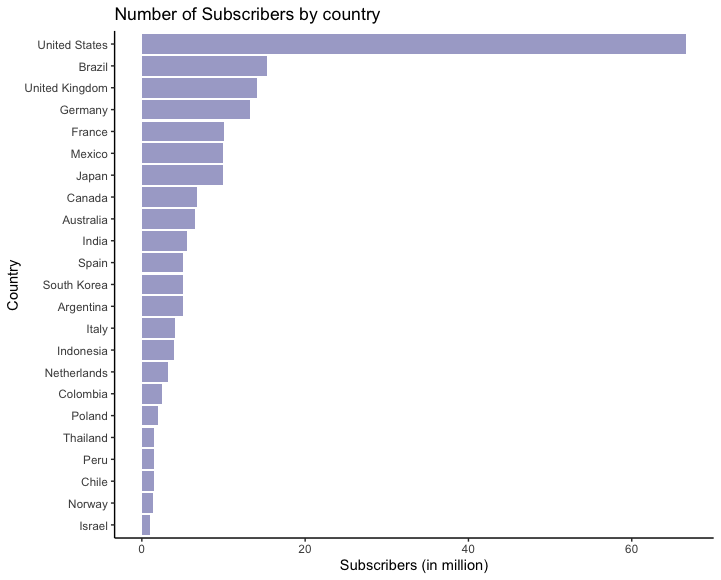 Number of Subscribers by country
United States
Brazil
United Kingdom
Germany
France
Mexico
Japan
Canada
Australia
India
Spain
South Korea
Argentina
Italy
Indonesia
Netherlands
Colombia
Poland
Thailand
Peru
Chile
Norway
Israel
Country
0 20 40 60
Subscribers (in million)